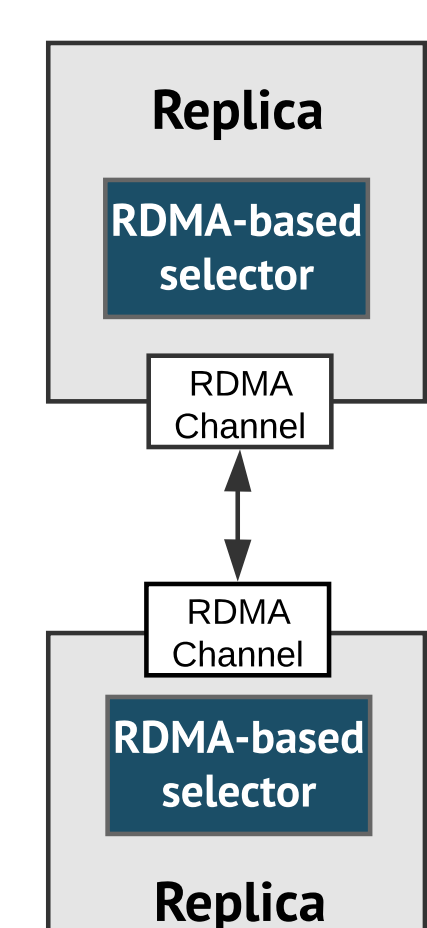 Replica
RDMA-based
selector
RDMA
Channel
RDMA
Channel
RDMA-based
selector
Replica